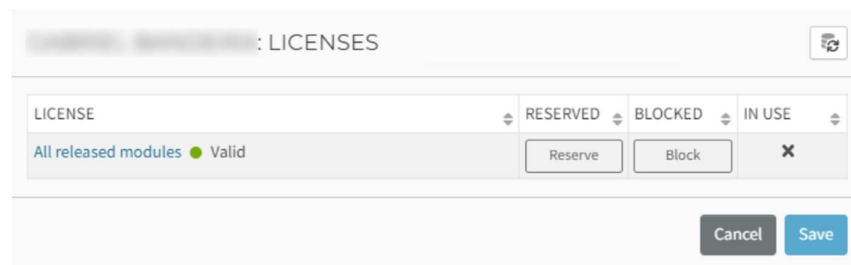 : LICENSES
LICENSE RESERVED BLOCKED IN USE
All released modules Valid Reserve Block
Cancel Save